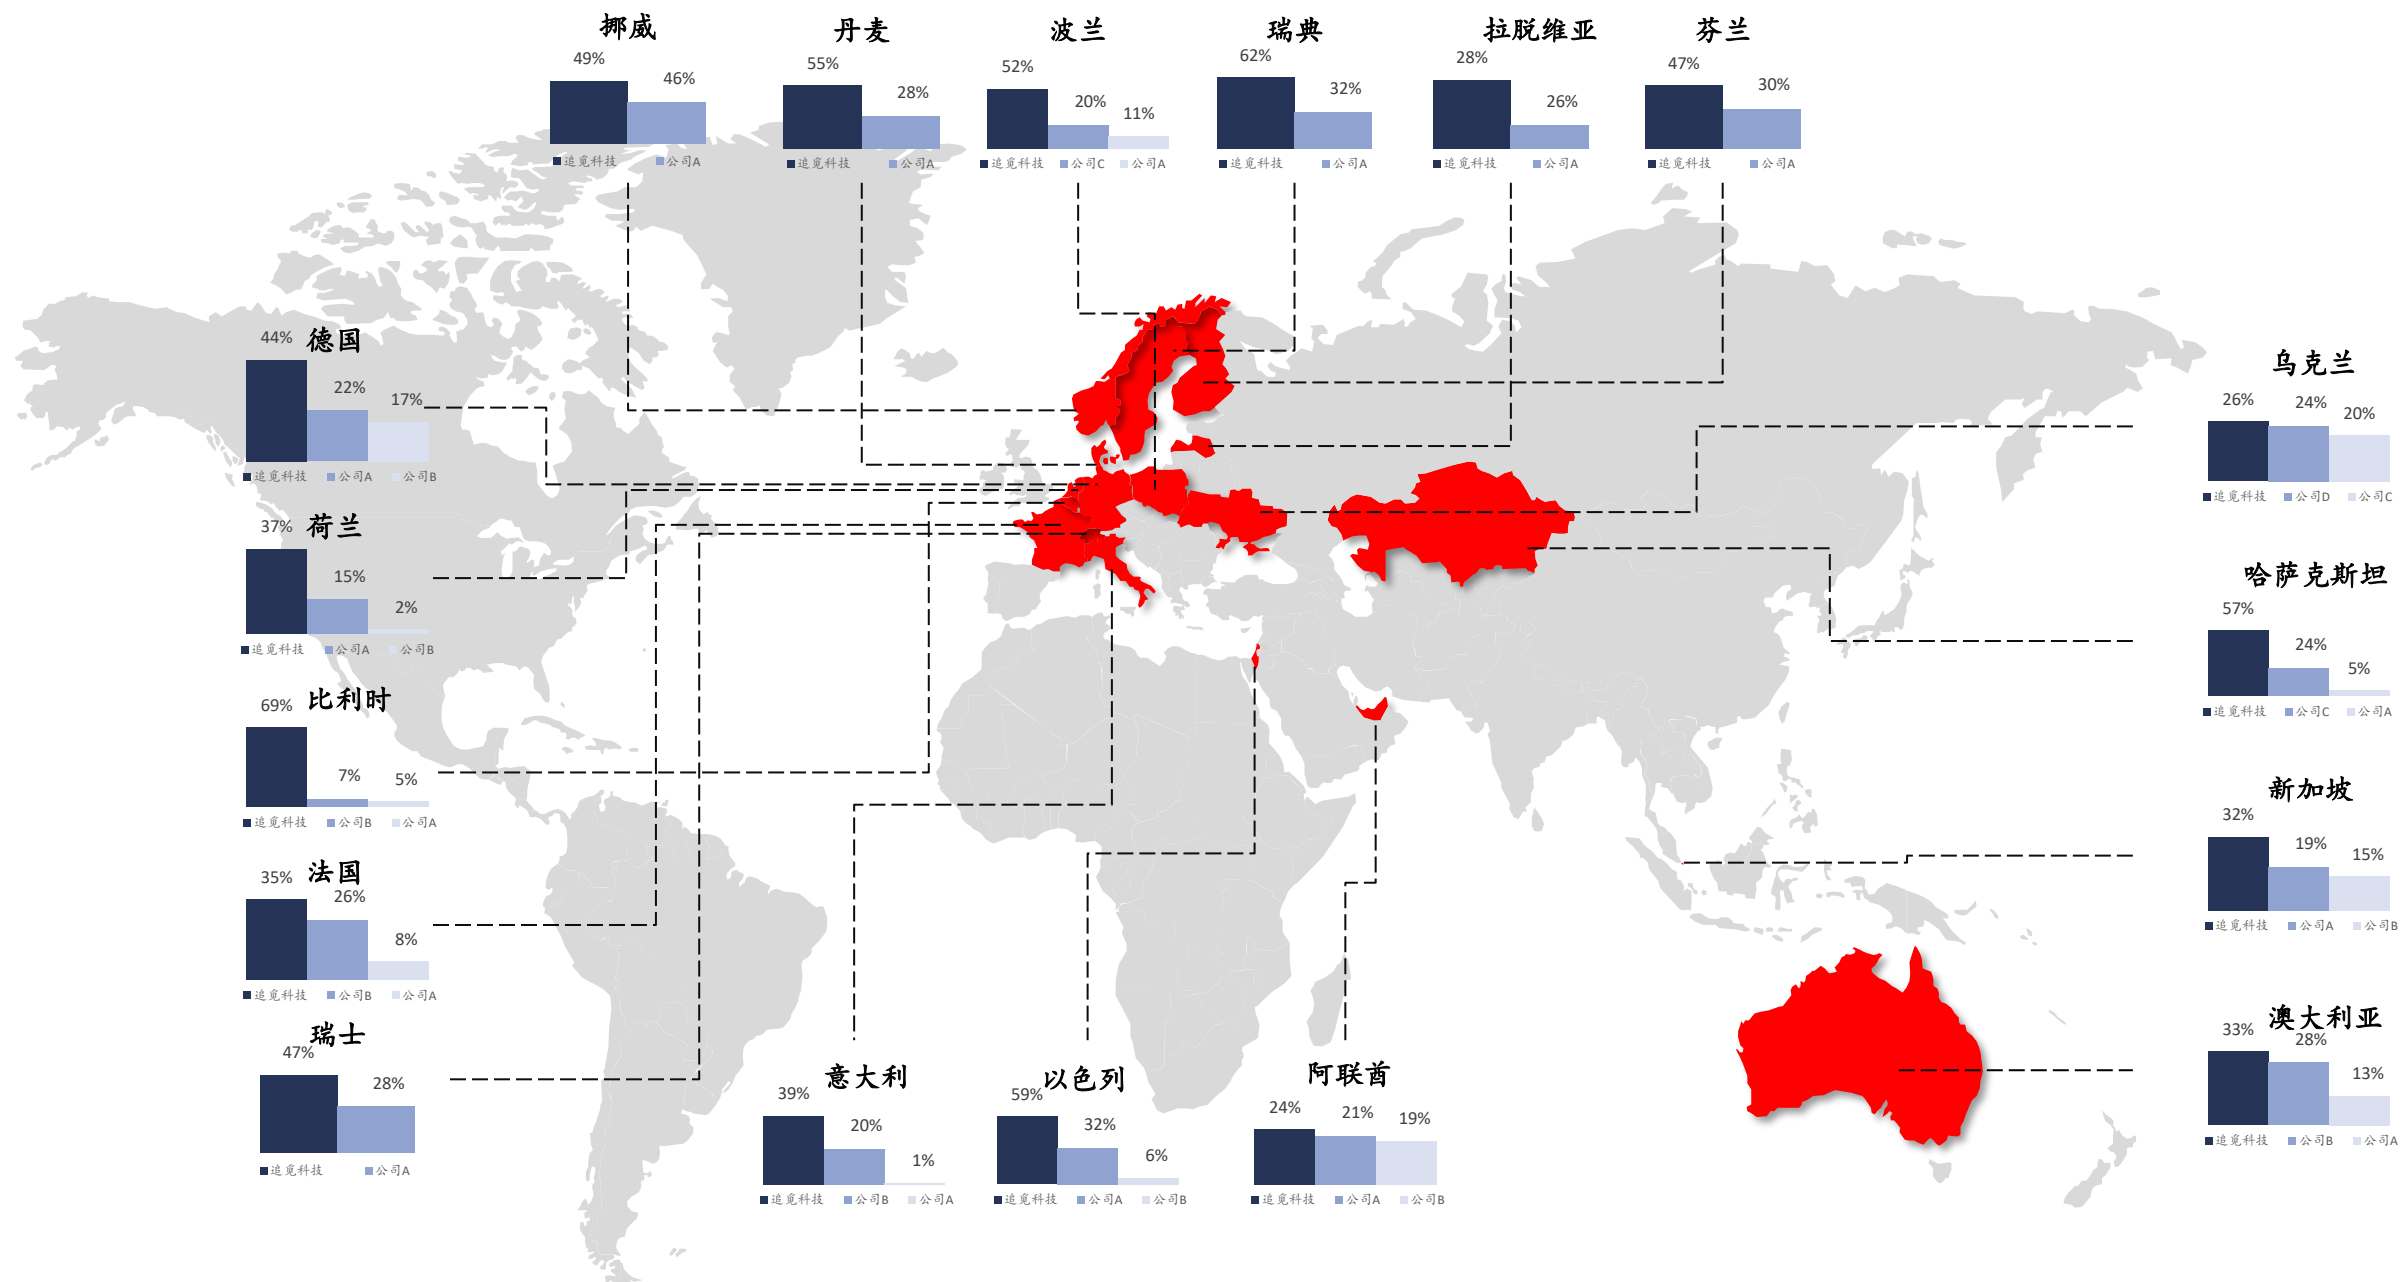 挪威
49%
46%
追觅科技 公司A
丹麦
55%
28%
追觅科技 公司A
波兰
52%
20%
11%
追觅科技 公司C 公司A
瑞典
62%
32%
追觅科技 公司A
拉脱维亚
28%
26%
追觅科技 公司A
芬兰
47%
30%
追觅科技 公司A
德国
44%
22%
17%
追觅科技 公司A 公司B
荷兰
37%
15%
2%
追觅科技 公司A 公司B
比利时
69%
7%
5%
追觅科技 公司B 公司A
法国
35%
26%
8%
追觅科技 公司B 公司A
瑞士
47%
28%
追觅科技 公司A
意大利
39%
20%
1%
追觅科技 公司B 公司A
以色列
59%
32%
6%
追觅科技 公司A 公司B
阿联酋
24%
21%
19%
追觅科技 公司A 公司B
乌克兰
26%
24%
20%
追觅科技 公司D 公司C
哈萨克斯坦
57%
24%
5%
追觅科技 公司C 公司A
新加坡
32%
19%
15%
追觅科技 公司A 公司B
澳大利亚
33%
28%
13%
追觅科技 公司B 公司A